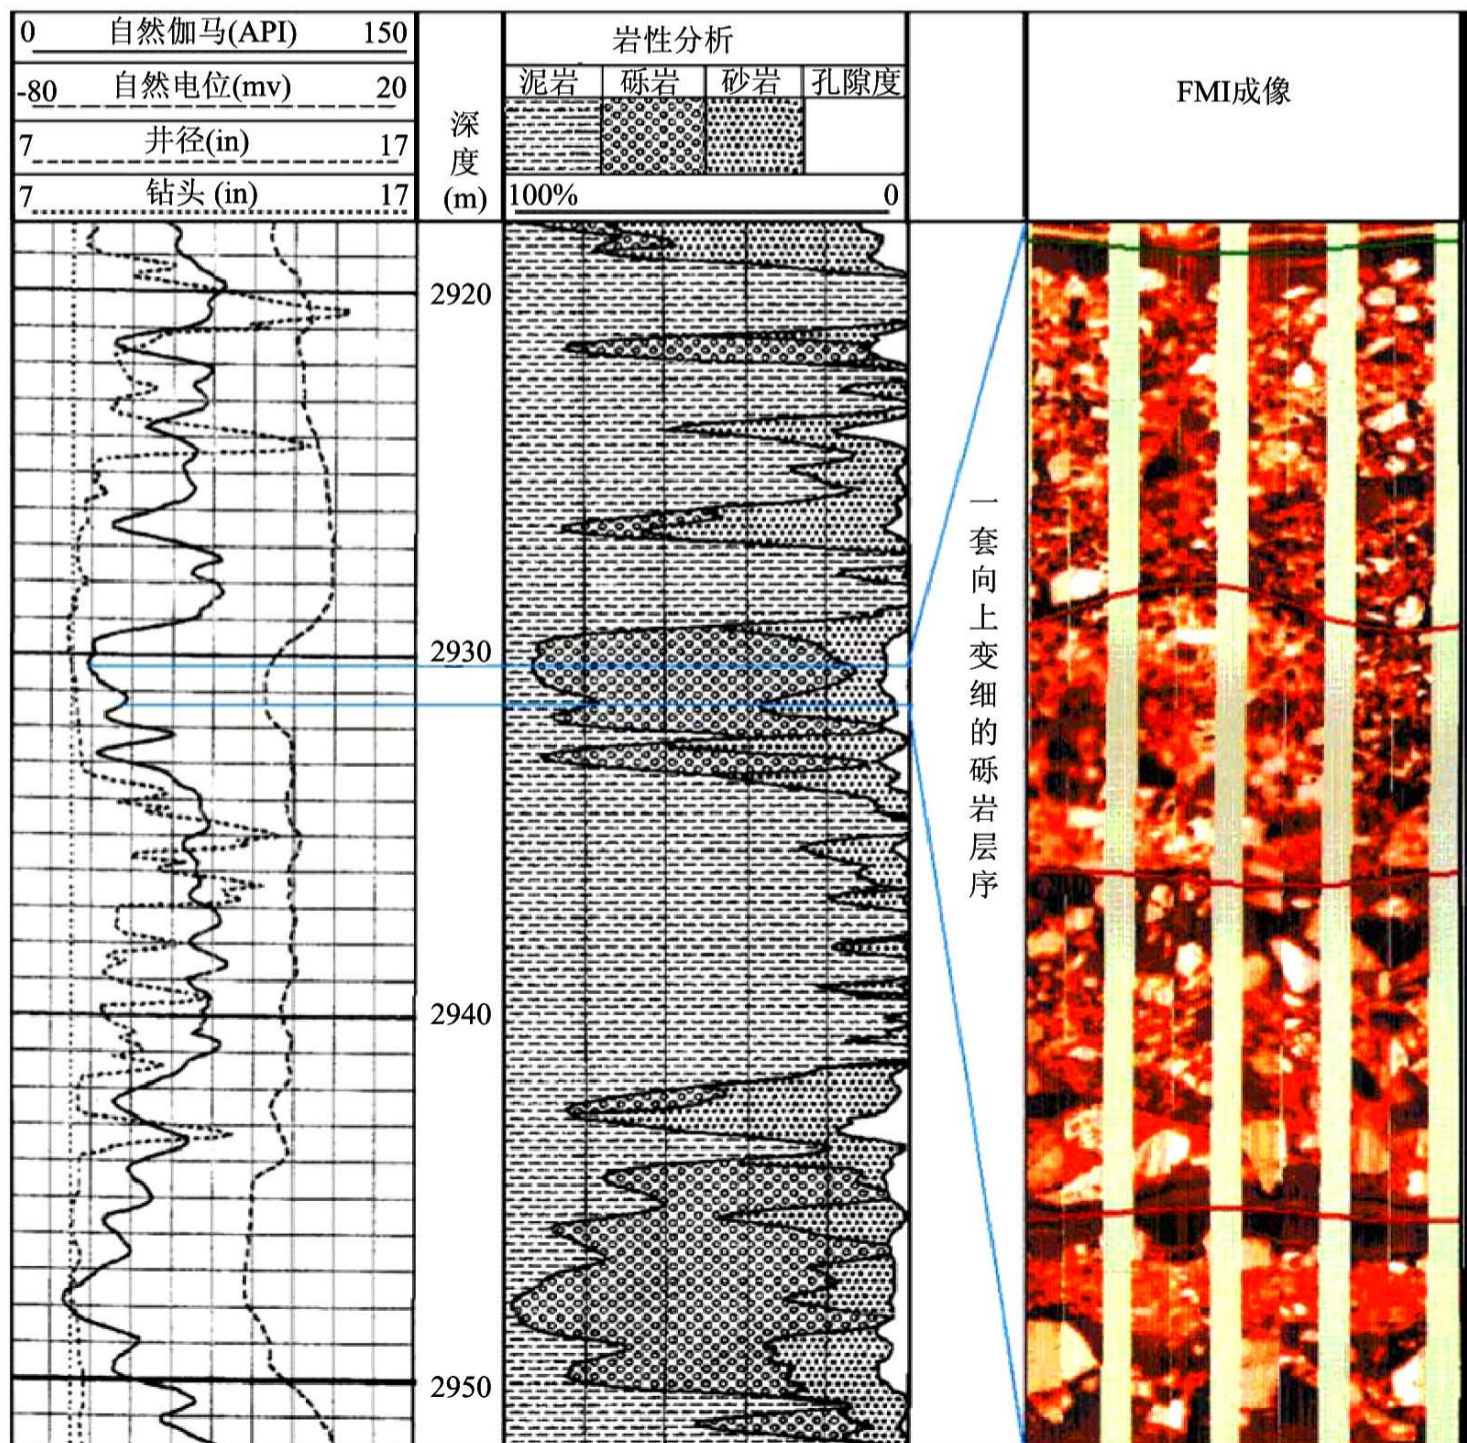 0 自然伽马(API) 150
-80 自然电位(mv) 20
7 井径(in) 17
7 钻头 (in) 17
深
度
(m)
岩性分析
泥岩 砾岩 砂岩 孔隙度
100% 0
FMI成像
2920
2930
2940
2950
一
套
向
上
变
细
的
砾
岩
层
序